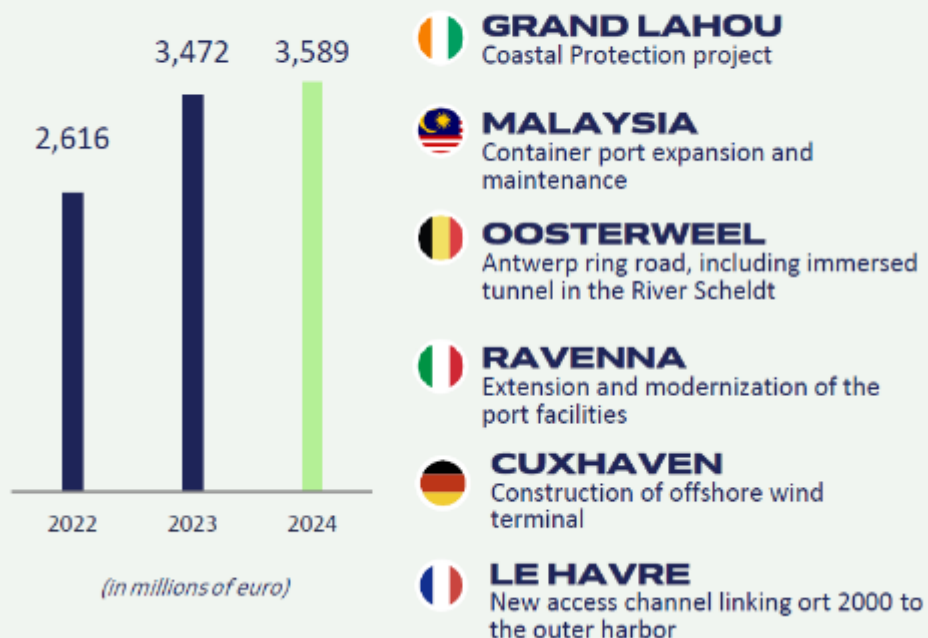 2,616
3,472
3,589
2022
2023
2024
(in millions of euro)
GRAND LAHOU
Coastal Protection project
MALAYSIA
Container port expansion and
maintenance
OOSTERWEEL
Antwerp ring road, including immersed
tunnel in the River Scheldt
RAVENNA
Extension and modernization of the
port facilities
CUXHAVEN
Construction of offshore wind
terminal
LE HAVRE
New access channel linking ort 2000 to
the outer harbor